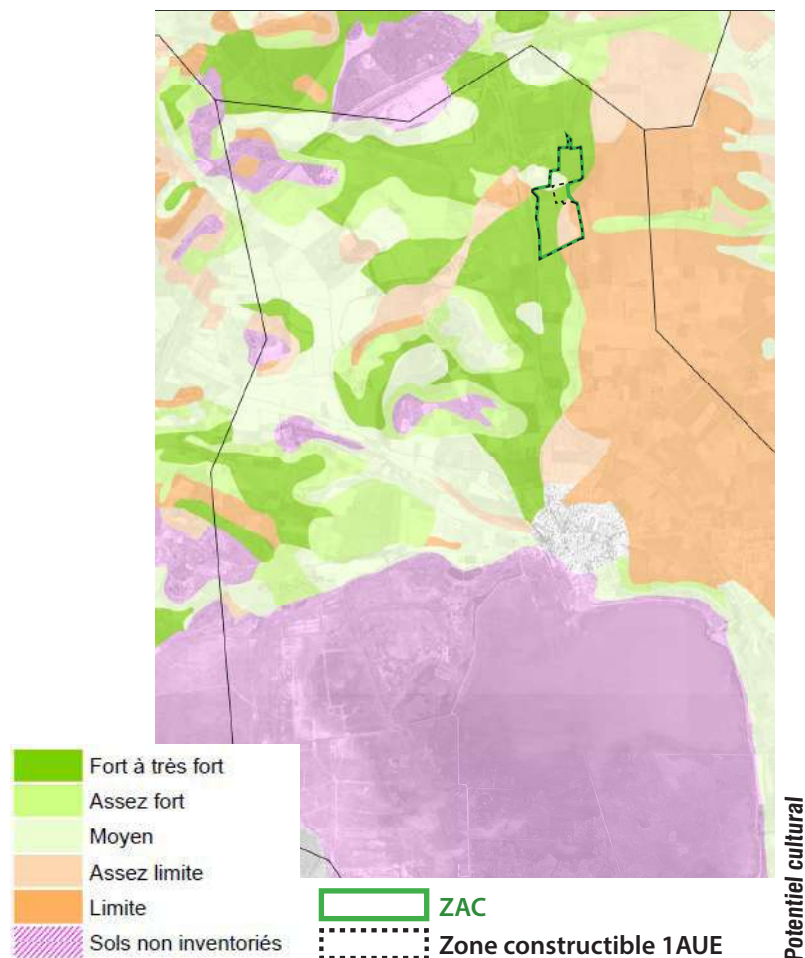 Fort à très fort
Assez fort
Moyen
Assez limite
Limite
Sols non inventoriés
ZAC
Zone constructible 1AUE
Potentiel cultural